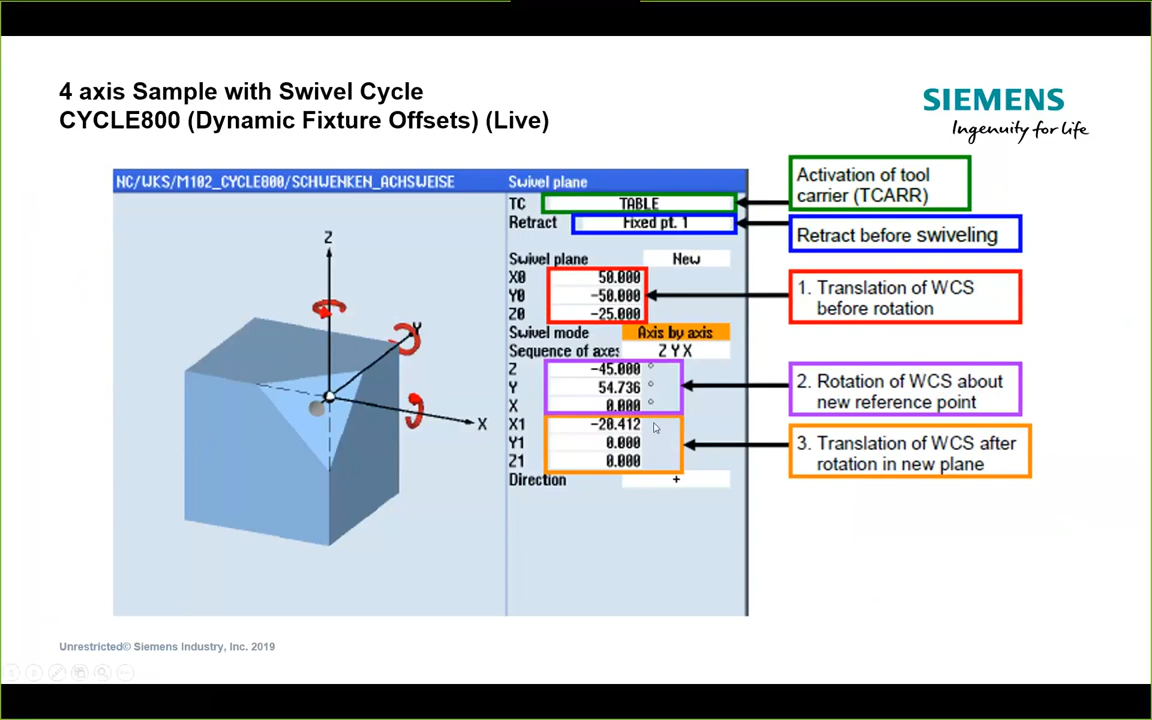 4 axis Sample with Swivel Cycle
CYCLE800 (Dynamic Fixture Offsets) (Live)
SIEMENS
Ingenuity for life
NC/WKS/M102_CYCLE800/SCHWENKEN_ACHSWEISE
Swivel plane
TC TABLE
Retract Fixed pt. 1
Swivel plane New
X0 50.000
Y0 -50.000
Z0 -25.000
Swivel mode Axis by axis
Sequence of axes: Z Y X
Z -45.000 °
Y 54.736 °
X 0.000 °
X1 -20.412
Y1 0.000
Z1 0.000
Direction +
Z
Y
X
Activation of tool
carrier (TCARR)
Retract before swiveling
1. Translation of WCS
before rotation
2. Rotation of WCS about
new reference point
3. Translation of WCS after
rotation in new plane
Unrestricted© Siemens Industry, Inc. 2019